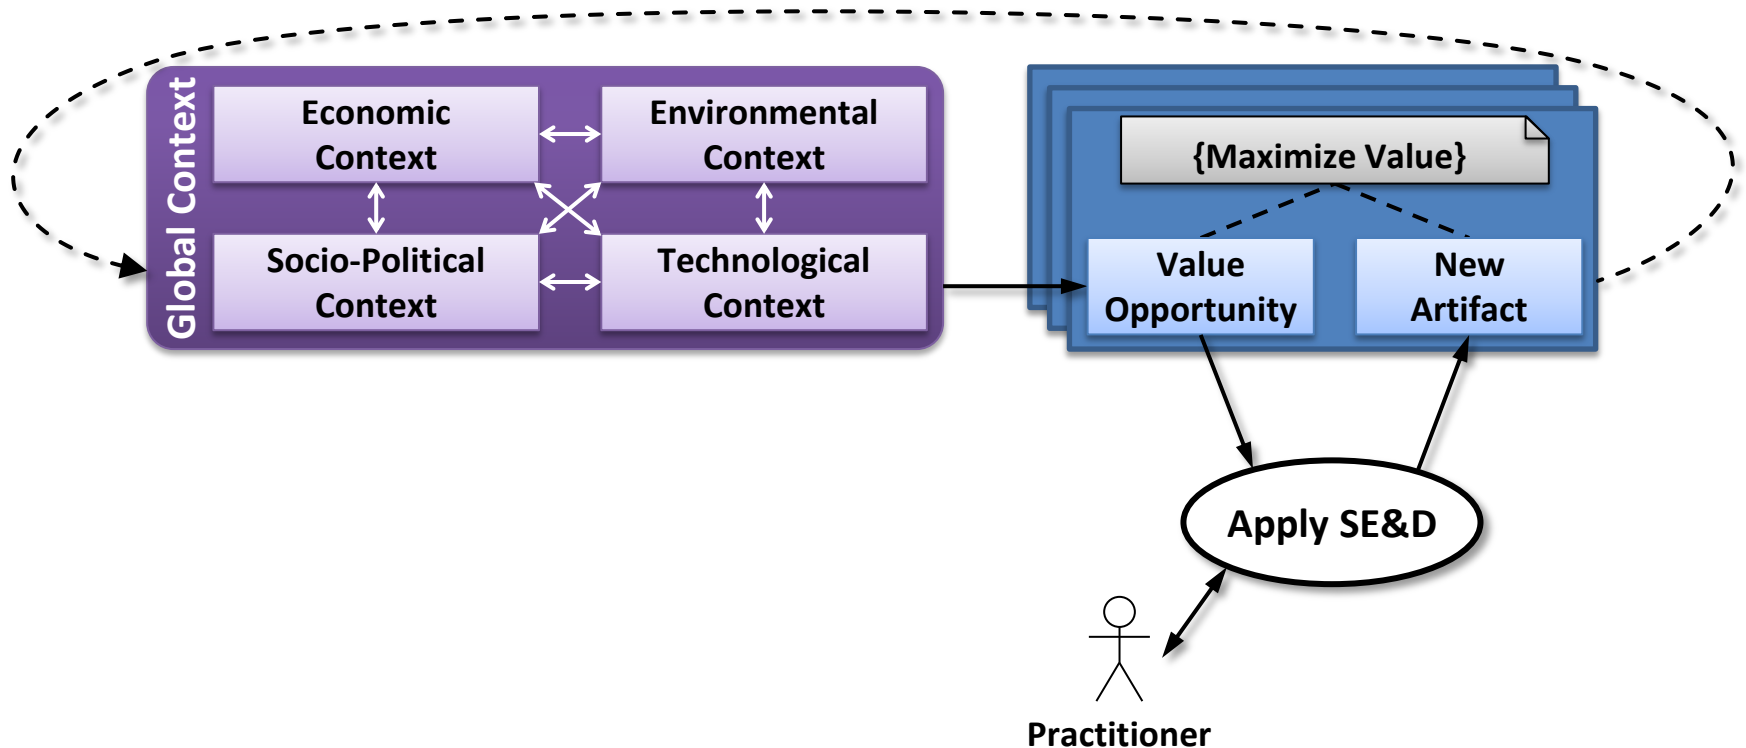 Global Context
Economic
Context
Environmental
Context
Socio-Political
Context
Technological
Context
{Maximize Value}
Value
Opportunity
New
Artifact
Apply SE&D
Practitioner